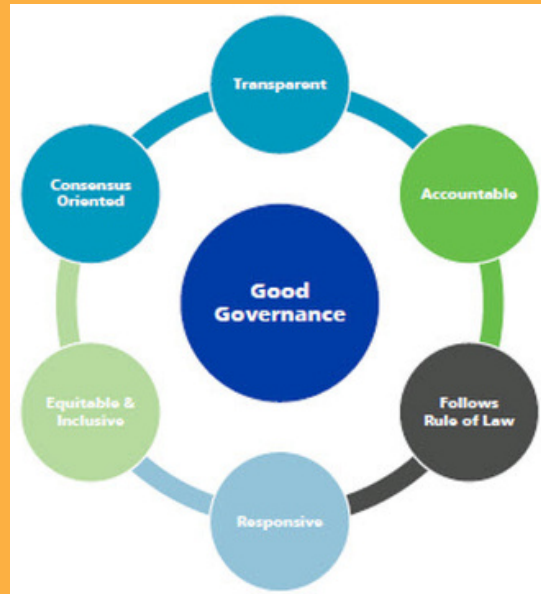 Transparent
Consensus
Oriented
Accountable
Good
Governance
Equitable &
Inclusive
Follows
Rule of Law
Responsive